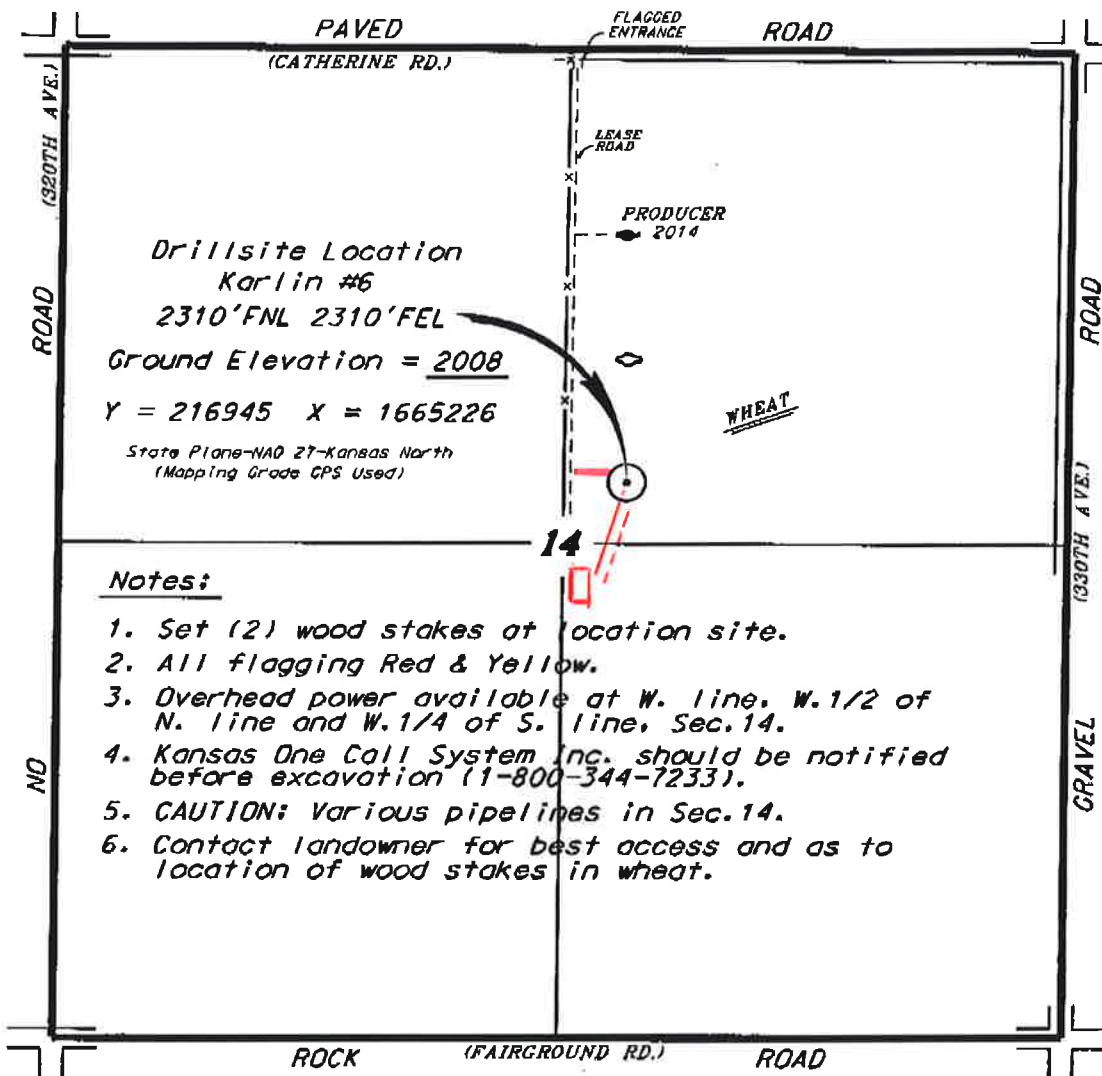 PAVED
FLAGGED
ENTRANCE
ROAD
(CATHERINE RD.)
(320TH AVE.)
LEASE
ROAD
PRODUCER
2014
Drillsite Location
Karlin #6
2310'FNL 2310'FEL
ROAD
ROAD
Ground Elevation = 2008
Y = 216945 X = 1665226
WHEAT
State Plane-NAD 27-Kansas North
(Mapping Grade GPS Used)
(330TH AVE.)
14
Notes:
1. Set (2) wood stakes at location site.
2. All flagging Red & Yellow.
3. Overhead power available at W. line, W.1/2 of
N. line and W.1/4 of S. line, Sec.14.
4. Kansas One Call System Inc. should be notified
before excavation (1-800-344-7233).
5. CAUTION: Various pipelines in Sec.14.
6. Contact landowner for best access and as to
location of wood stakes in wheat.
NO
GRAVEL
ROCK
(FAIRGROUND RD.)
ROAD